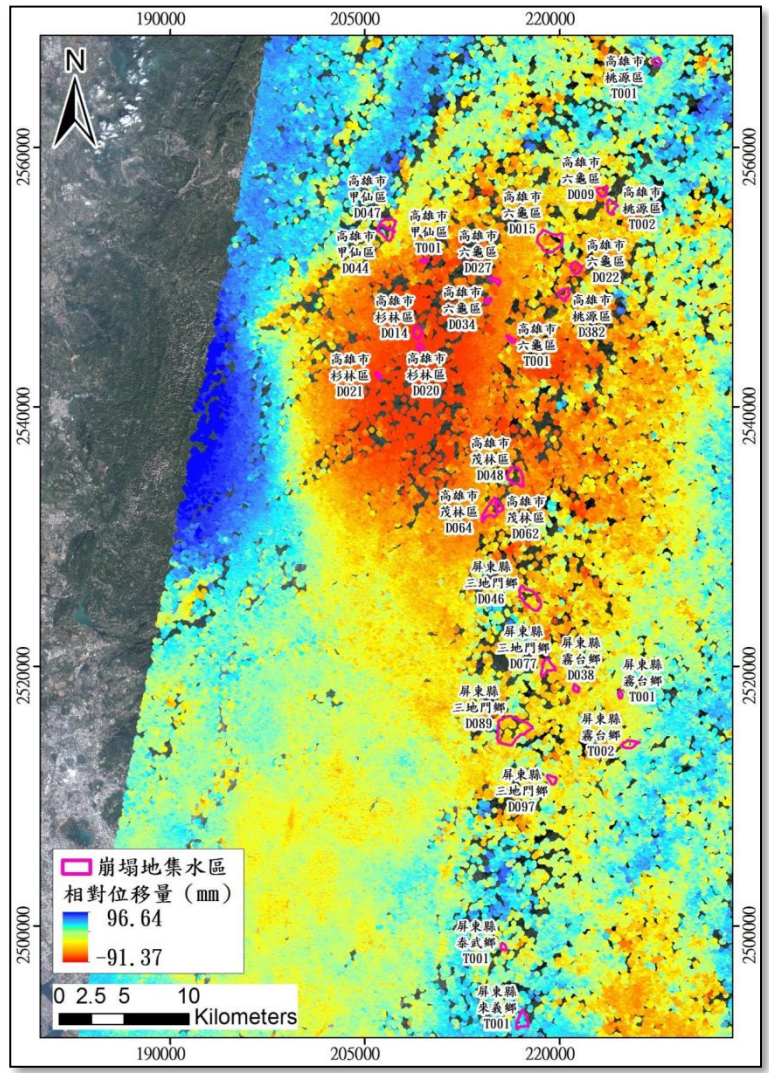 190000
205000
220000
N
2560000
2540000
2520000
2500000
2560000
2540000
2520000
2500000
高雄市
桃源區
T001
高雄市
六龜區
D009
高雄市
桃源區
T002
高雄市
甲仙區
D047
高雄市
甲仙區
T001
高雄市
六龜區
D015
高雄市
甲仙區
D044
高雄市
六龜區
D027
高雄市
六龜區
D022
高雄市
六龜區
D034
高雄市
桃源區
D382
高雄市
杉林區
D014
高雄市
六龜區
T001
高雄市
杉林區
D021
高雄市
杉林區
D020
高雄市
茂林區
D048
高雄市
茂林區
D064
高雄市
茂林區
D062
屏東縣
三地門鄉
D046
屏東縣
三地門鄉
D077
屏東縣
霧台鄉
D038
屏東縣
霧台鄉
T001
屏東縣
三地門鄉
D089
屏東縣
霧台鄉
T002
屏東縣
三地門鄉
D097
屏東縣
泰武鄉
T001
屏東縣
來義鄉
T001
崩塌地集水區
相對位移量（mm）
96.64
-91.37
0 2.5 5 10
Kilometers
190000
205000
220000